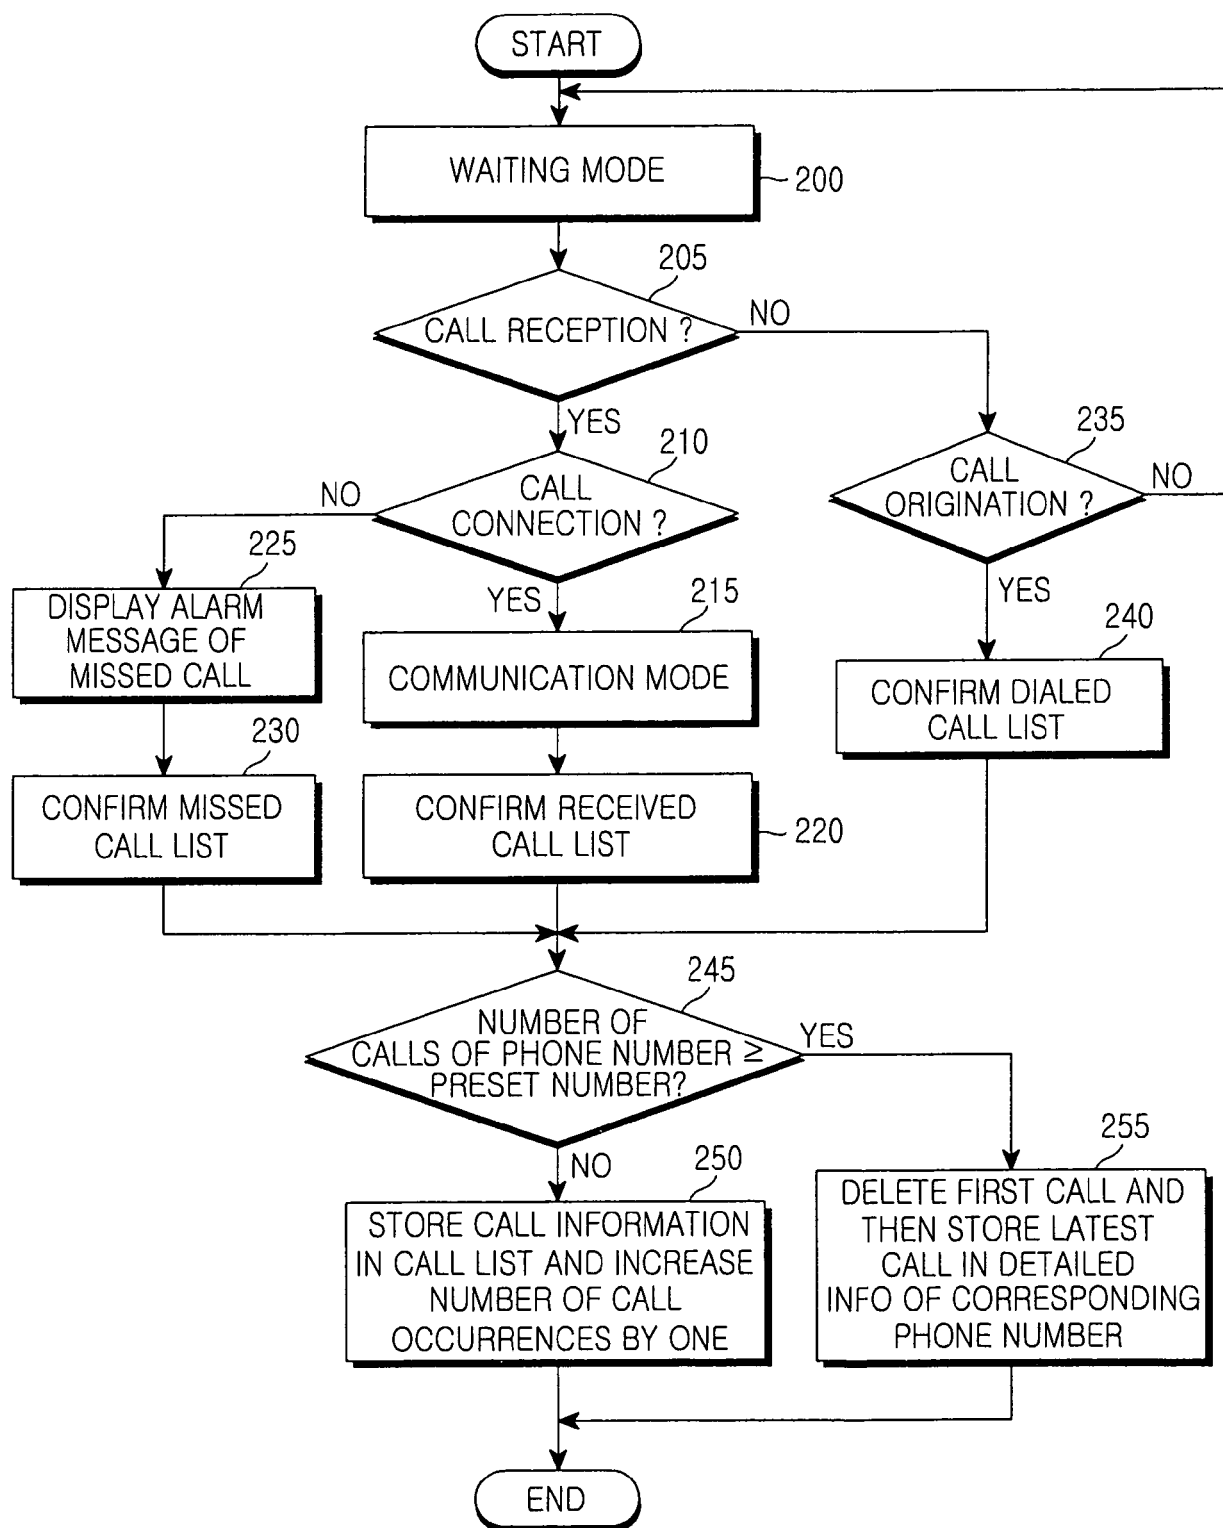 START
WAITING MODE
200
205
CALL RECEPTION ?
NO
YES
210
CALL
CONNECTION ?
NO
235
CALL
ORIGINATION ?
NO
225
DISPLAY ALARM
MESSAGE OF
MISSED CALL
YES
215
COMMUNICATION MODE
YES
240
CONFIRM DIALED
CALL LIST
230
CONFIRM MISSED
CALL LIST
CONFIRM RECEIVED
CALL LIST
220
245
NUMBER OF
CALLS OF PHONE NUMBER ≥
PRESET NUMBER?
YES
NO
250
STORE CALL INFORMATION
IN CALL LIST AND INCREASE
NUMBER OF CALL
OCCURRENCES BY ONE
255
DELETE FIRST CALL AND
THEN STORE LATEST
CALL IN DETAILED
INFO OF CORRESPONDING
PHONE NUMBER
END